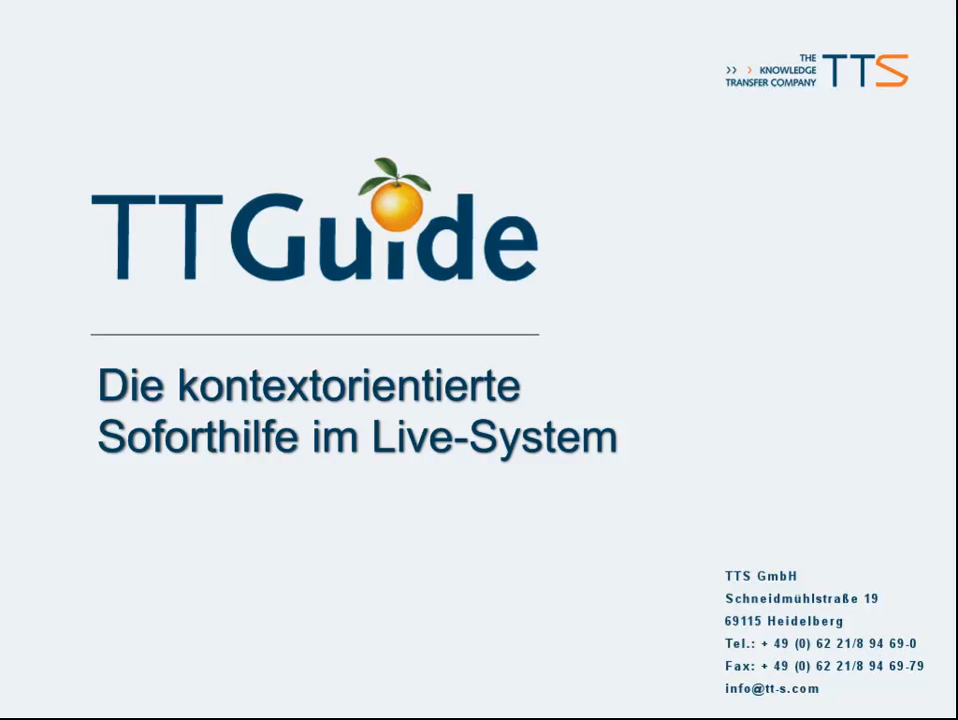 THE
›› › KNOWLEDGE
TRANSFER COMPANY
TTS
TTGuide
Die kontextorientierte
Soforthilfe im Live-System
TTS GmbH
Schneidmühlstraße 19
69115 Heidelberg
Tel.: + 49 (0) 62 21/8 94 69-0
Fax: + 49 (0) 62 21/8 94 69-79
info@tt-s.com